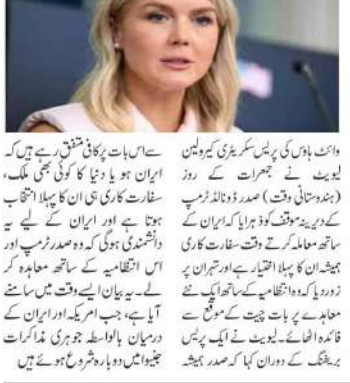 وائٹ ہاوس کی پریس سکریٹری کیرولین
لیویٹ نے جمعرات کے روز
(ہندوستانی وقت) صدر ڈونالڈ ٹرمپ
کے دیرینہ موقف کو دُہرایا کہ ایران کے
ساتھ معاملہ کرتے وقت سفارت کاری
ہمیشہ ان کا پہلا اختیار ہے اور تہران پر
زور دیا کہ وہ انتظامیہ کے ساتھ ایک نئے
معاہدے پر بات چیت کے موقع سے
فائدہ اٹھائے۔ لیویٹ نے ایک پریس
بریفنگ کے دوران کہا کہ صدر ہمیشہ
سے اس بات پر کافی متفق رہے ہیں کہ
ایران ہو یا دنیا کا کوئی بھی ملک،
سفارت کاری ہی ان کا پہلا انتخاب
ہوتا ہے اور ایران کے لیے یہ
دانشمندی ہوگی کہ وہ صدر ٹرمپ اور
اس انتظامیہ کے ساتھ معاہدہ کر
لے۔ یہ بیان ایسے وقت میں سامنے
آیا ہے، جب امریکہ اور ایران کے
درمیان بالواسطہ جوہری مذاکرات
جنیوا میں دوبارہ شروع ہوئے ہیں